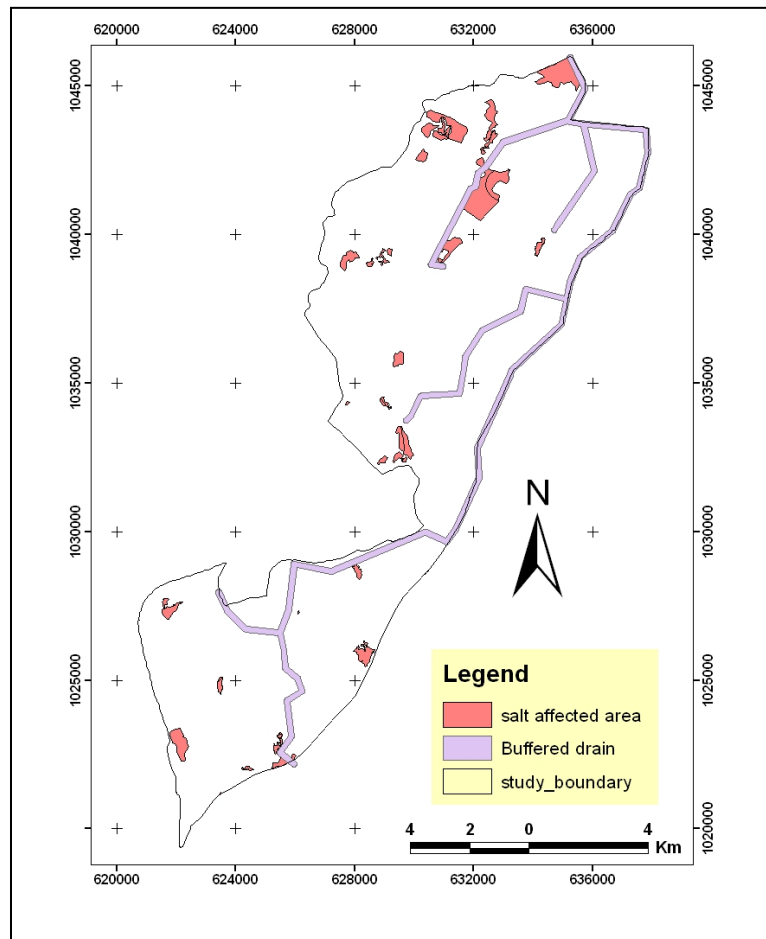 620000 624000 628000 632000 636000
1045000 1045000
1040000 1040000
1035000 1035000
N
1030000 1030000
1025000 1025000
Legend
salt affected area
Buffered drain
study_boundary
1020000 1020000
4 2 0 4
Km
620000 624000 628000 632000 636000